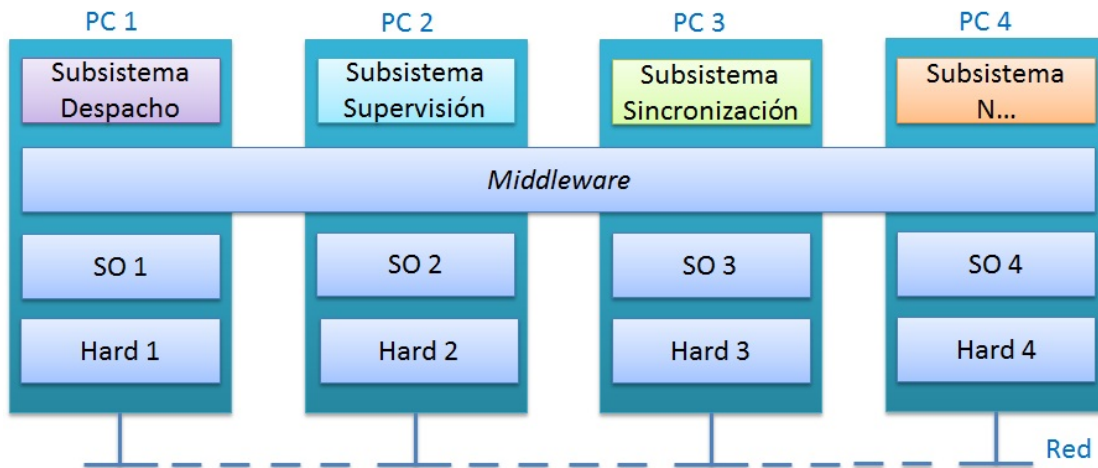 PC 1
PC 2
PC 3
PC 4
Subsistema
Despacho
Subsistema
Supervisión
Subsistema
Sincronización
Subsistema
N...
Middleware
SO 1
SO 2
SO 3
SO 4
Hard 1
Hard 2
Hard 3
Hard 4
Red